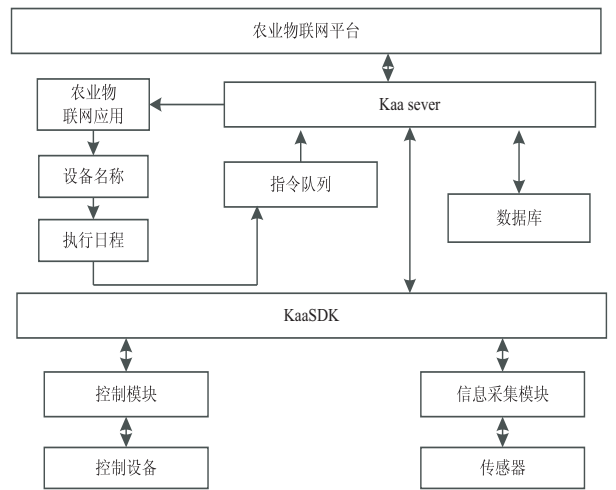 农业物联网平台
Kaa sever
农业物
联网应用
设备名称
指令队列
执行日程
数据库
KaaSDK
控制模块
信息采集模块
控制设备
传感器